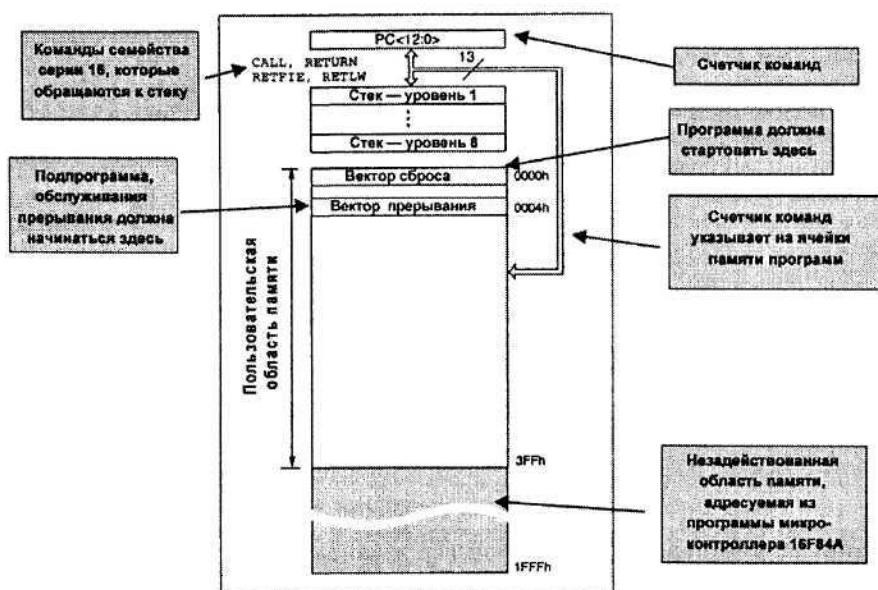 PC<12:0>
Команды семейства
серии 16, которые
обращаются к стеку
CALL, RETURN
RETFIE, RETLW
13
Счетчик команд
Стек — уровень 1
Стек — уровень 8
Программа должна
стартовать здесь
Подпрограмма,
обслуживания
прерывания должна
начинаться здесь
Вектор сброса
0000h
Вектор прерывания
0004h
Счетчик команд
указывает на ячейки
памяти программ
Пользовательская
область памяти
3FFh
Незадействованная
область памяти,
адресуемая из
программы микро-
контроллера 16F84A
1FFFh